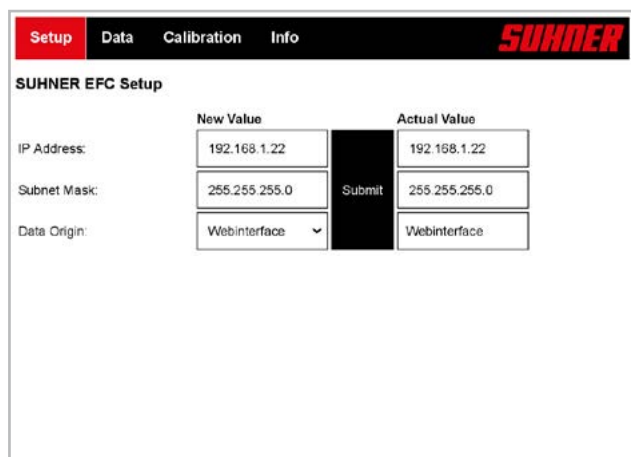 Setup Data Calibration Info SUHNER
SUHNER EFC Setup
New Value Actual Value
IP Address: 192.168.1.22 192.168.1.22
Subnet Mask: 255.255.255.0 Submit 255.255.255.0
Data Origin: Webinterface Webinterface